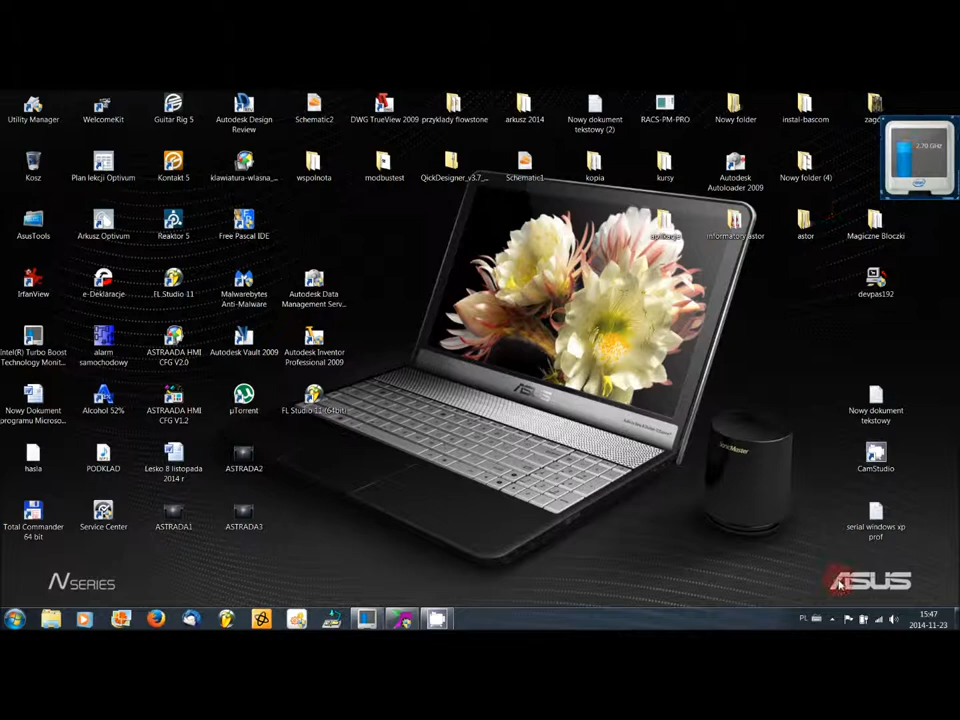 Utility Manager
WelcomeKit
Guitar Rig 5
Autodesk Design
Review
Schematic2
DWG TrueView 2009
przyklady flowstone
arkusz 2014
Nowy dokument
tekstowy (2)
RACS-PM-PRO
Nowy folder
instal-bascom
2,70 GHz
Kosz
Plan lekcji Optivum
Kontakt 5
klawiatura-wlasna_...
wspolnota
modbustest
QickDesigner_v3.7_...
Schematic1
kopia
kursy
Autodesk
Autoloader 2009
Nowy folder (4)
AsusTools
Arkusz Optivum
Reaktor 5
Free Pascal IDE
aplikacje
informatory astor
astor
Magiczne Bloczki
IrfanView
e-Deklaracje
FL Studio 11
Malwarebytes
Anti-Malware
Autodesk Data
Management Serv...
devpas192
Intel(R) Turbo Boost
Technology Monit...
alarm
samochodowy
ASTRAADA HMI
CFG V2.0
Autodesk Vault 2009
Autodesk Inventor
Professional 2009
Nowy Dokument
programu Microso...
Alcohol 52%
ASTRAADA HMI
CFG V1.2
µTorrent
FL Studio 11 (64bit)
ASUS
Nowy dokument
tekstowy
SonicMaster
hasla
PODKLAD
Lesko 8 listopada
2014 r
ASTRADA2
CamStudio
Total Commander
64 bit
Service Center
ASTRADA1
ASTRADA3
serial windows xp
prof
N SERIES
ASUS
PL
15:47
2014-11-23